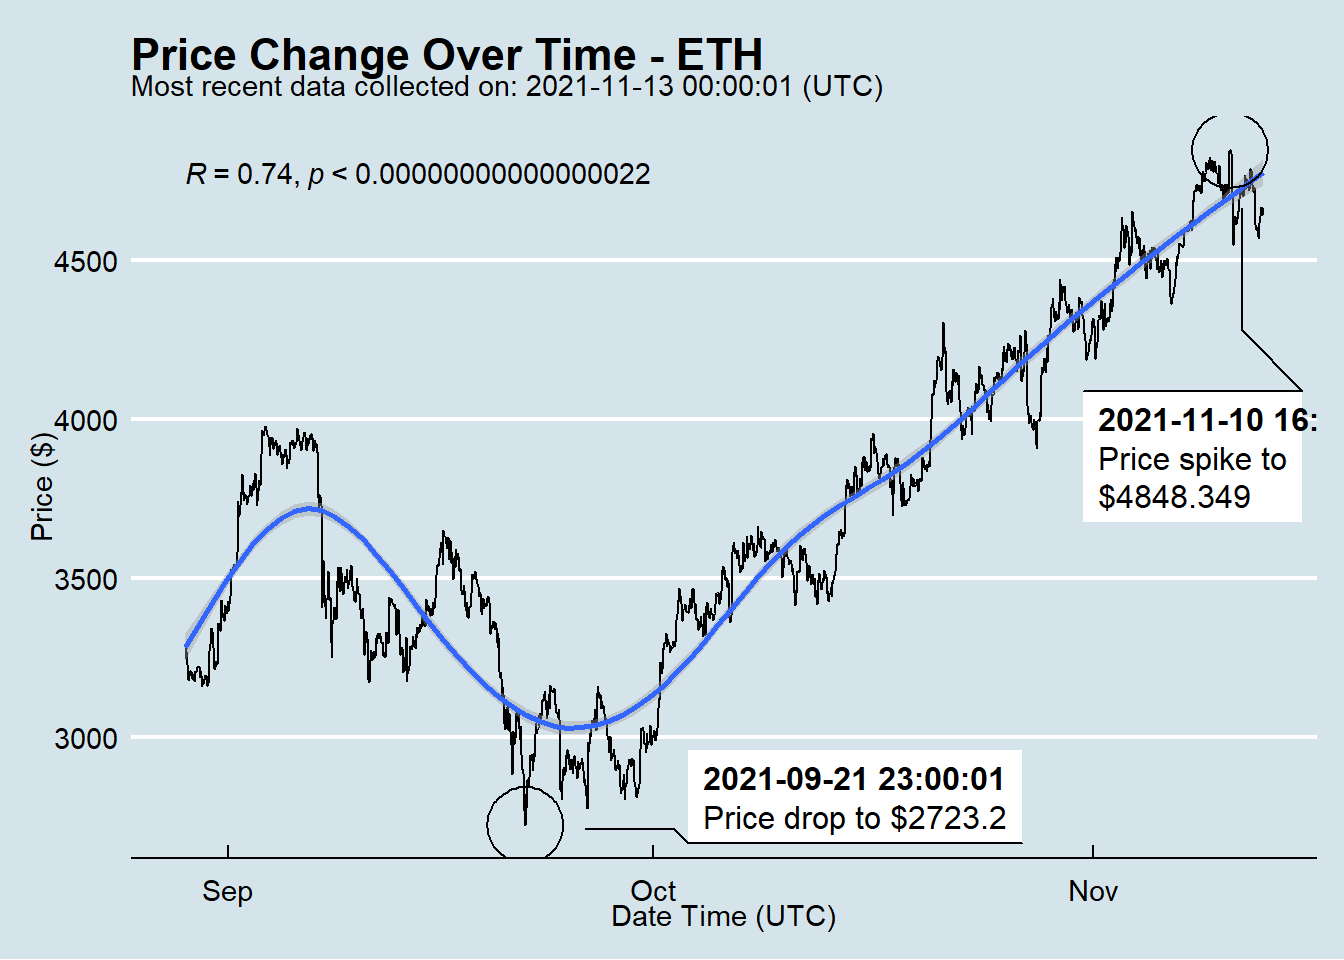 Price Change Over Time - ETH
Most recent data collected on: 2021-11-13 00:00:01 (UTC)
R = 0.74, p < 0.00000000000000022
4500
4000
3500
3000
Price ($)
2021-11-10 16:
Price spike to
$4848.349
2021-09-21 23:00:01
Price drop to $2723.2
Sep
Oct
Nov
Date Time (UTC)